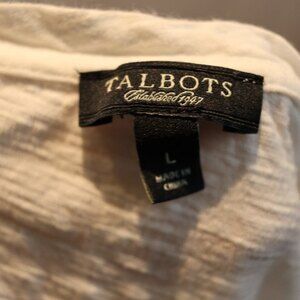 TALBOTS
Established 1947
L
MADE IN
CHINA